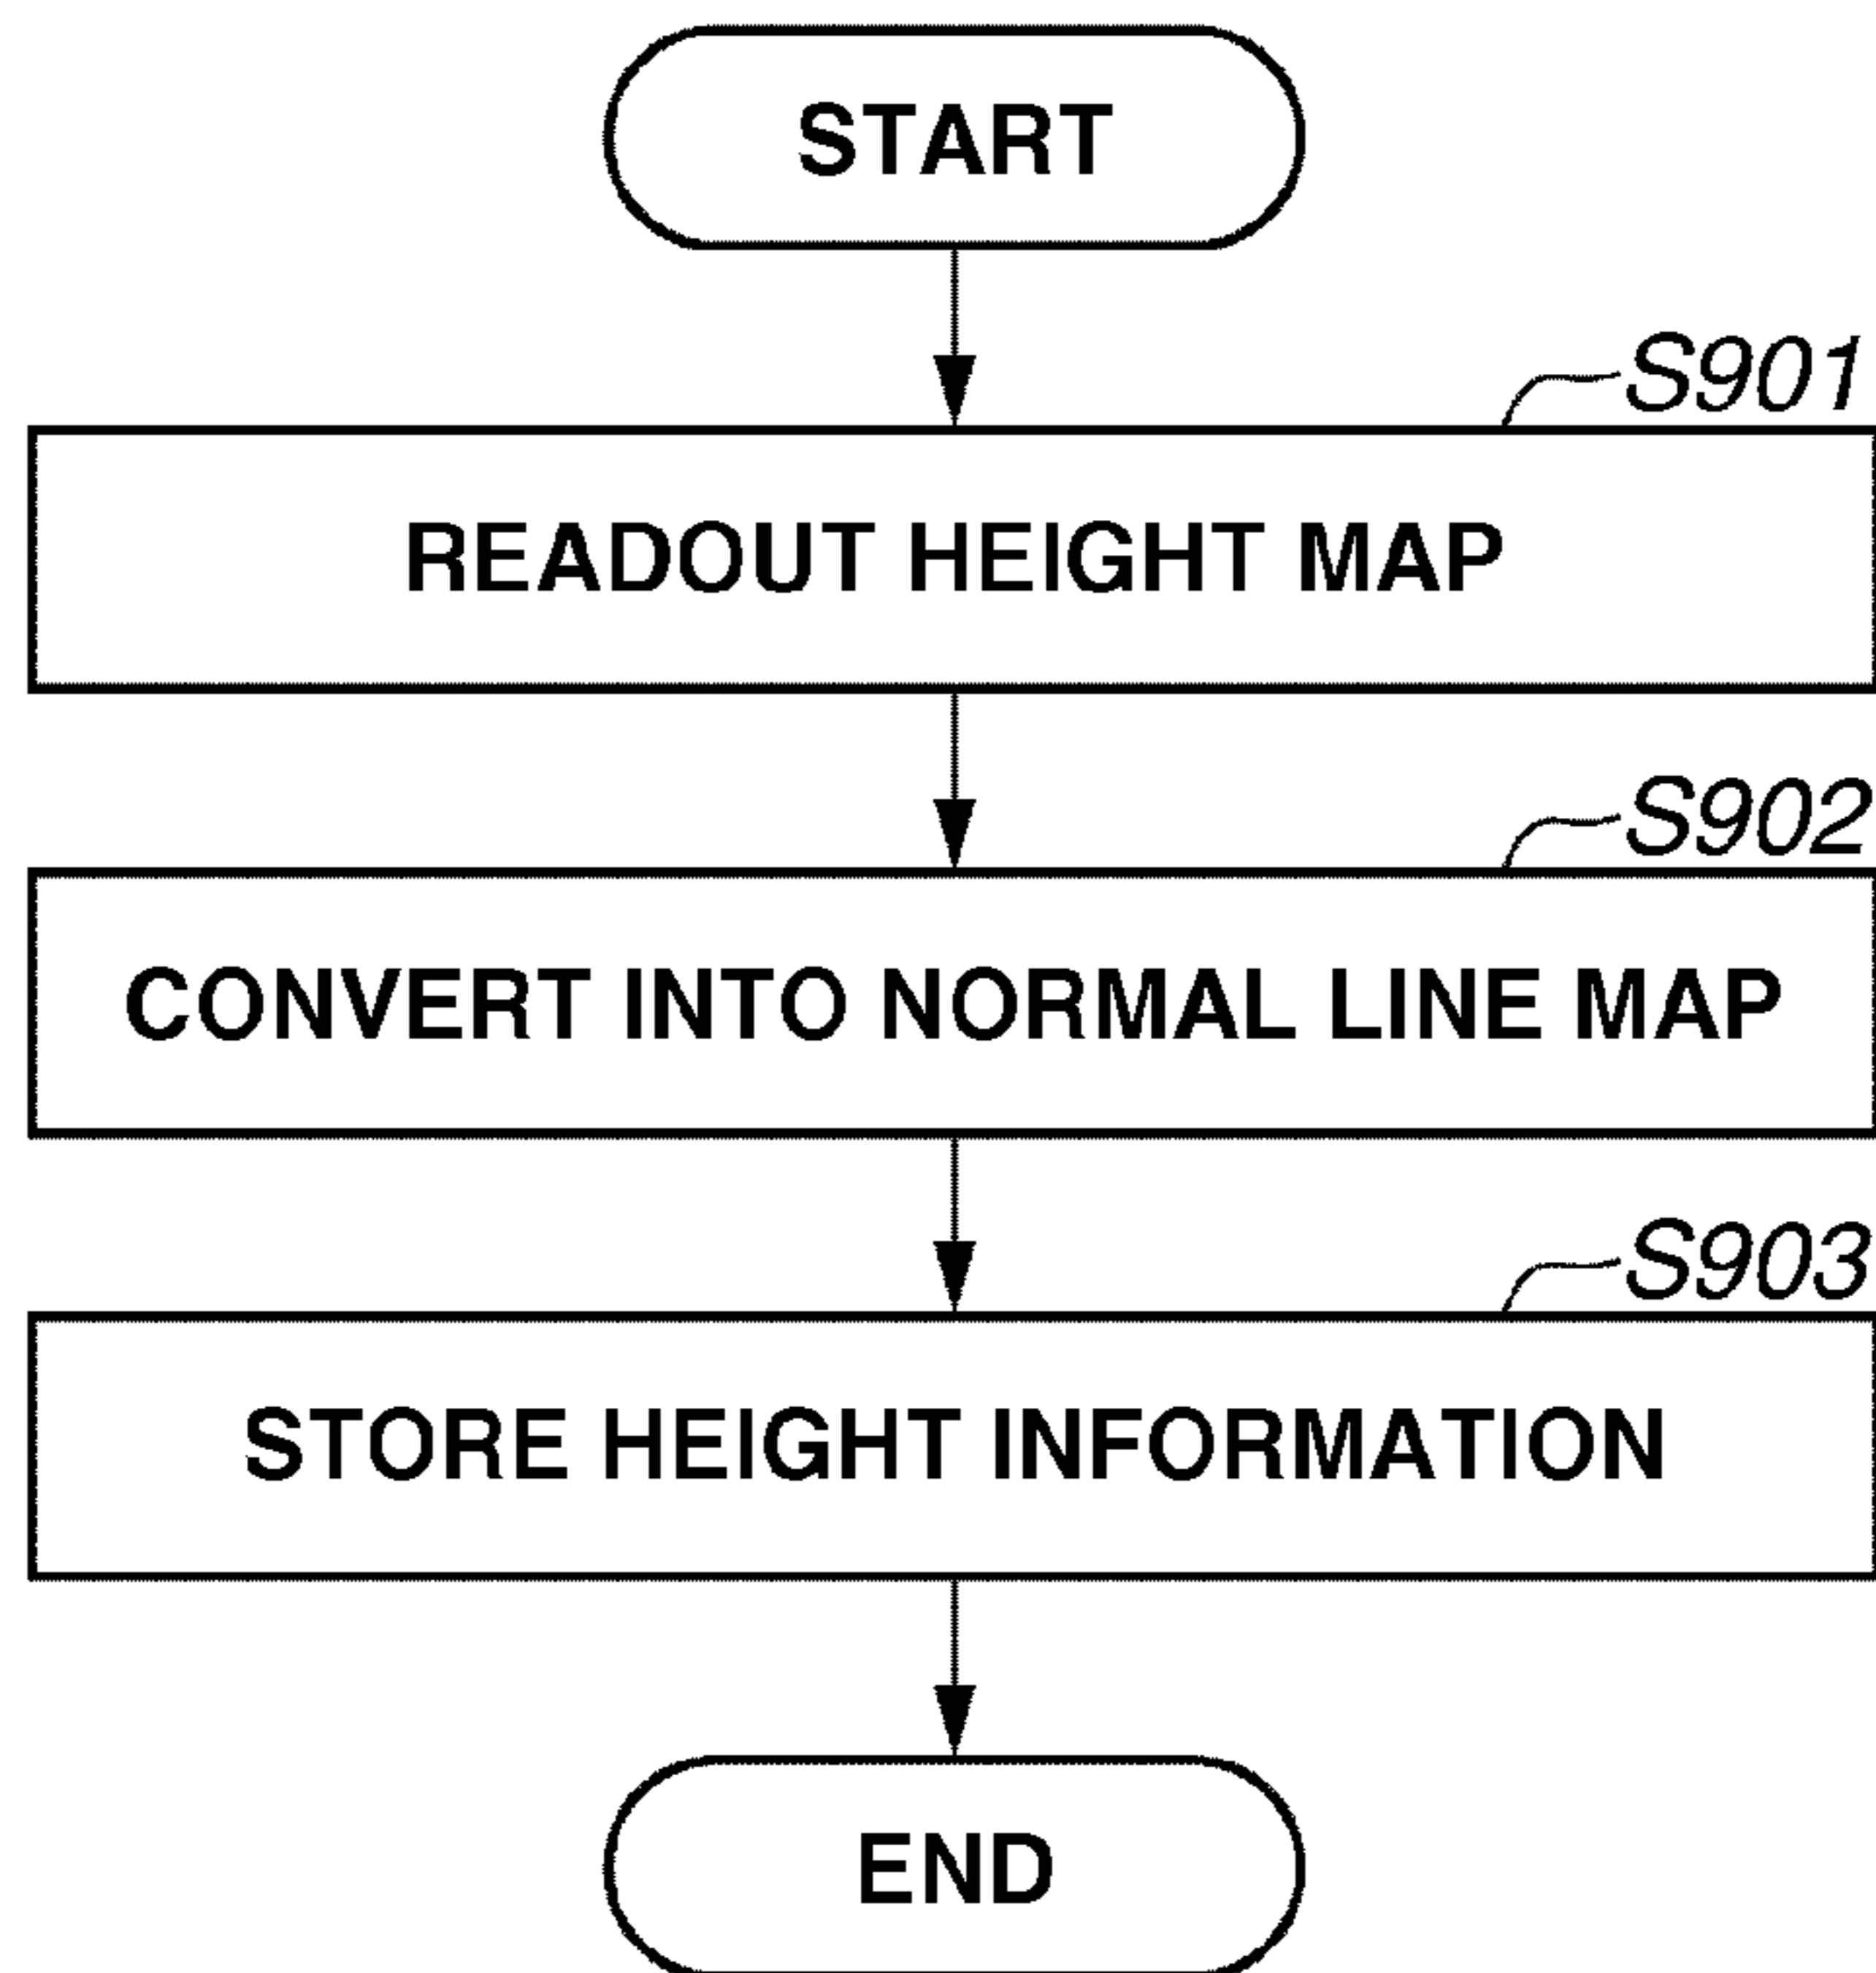 START
S901
READOUT HEIGHT MAP
S902
CONVERT INTO NORMAL LINE MAP
S903
STORE HEIGHT INFORMATION
END